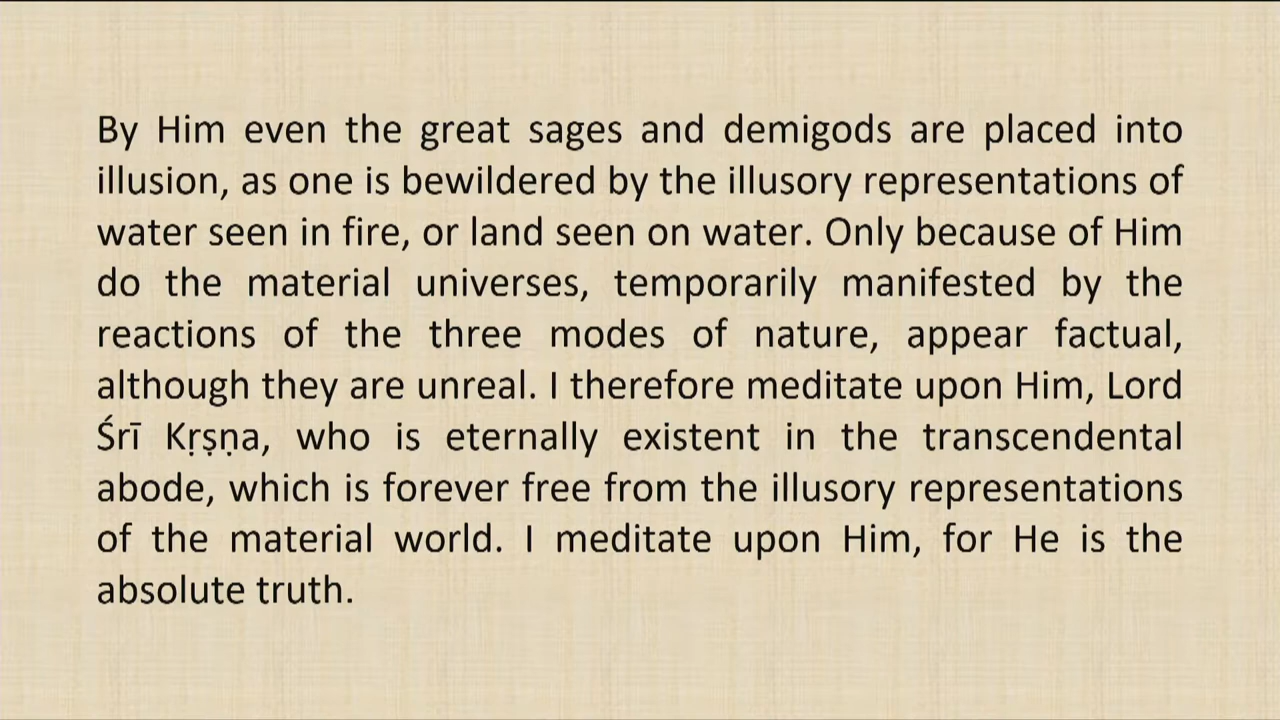 By Him even the great sages and demigods are placed into
illusion, as one is bewildered by the illusory representations of
water seen in fire, or land seen on water. Only because of Him
do the material universes, temporarily manifested by the
reactions of the three modes of nature, appear factual,
although they are unreal. I therefore meditate upon Him, Lord
Śrī Kṛṣṇa, who is eternally existent in the transcendental
abode, which is forever free from the illusory representations
of the material world. I meditate upon Him, for He is the
absolute truth.